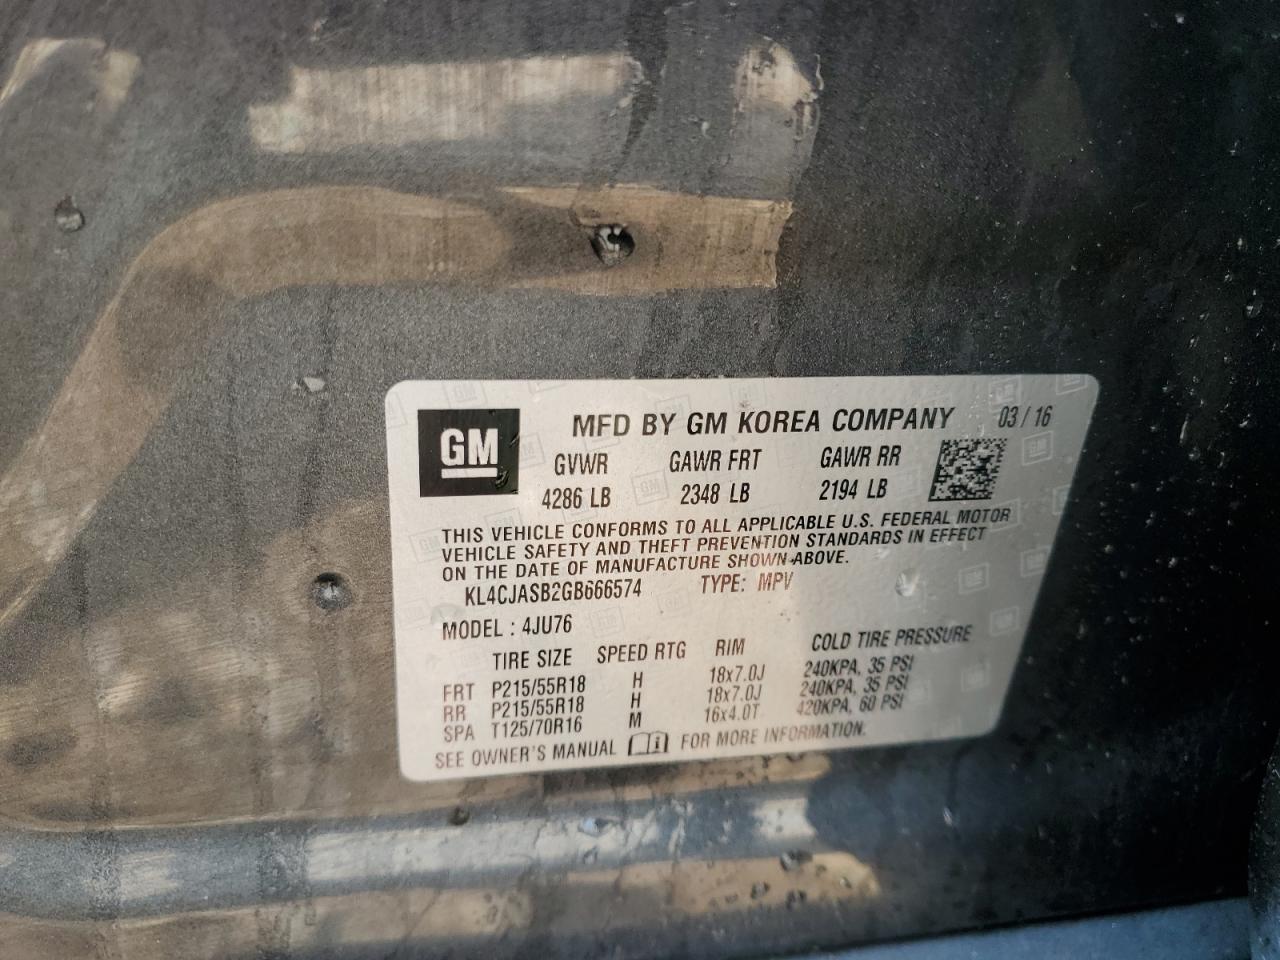 GM
MFD BY GM KOREA COMPANY 03/16
GVWR GAWR FRT GAWR RR
4286 LB 2348 LB 2194 LB
THIS VEHICLE CONFORMS TO ALL APPLICABLE U.S. FEDERAL MOTOR
VEHICLE SAFETY AND THEFT PREVENTION STANDARDS IN EFFECT
ON THE DATE OF MANUFACTURE SHOWN ABOVE.
KL4CJASB2GB666574 TYPE: MPV
MODEL : 4JU76
TIRE SIZE SPEED RTG RIM COLD TIRE PRESSURE
FRT P215/55R18 H 18x7.0J 240KPA, 35 PSI
RR P215/55R18 H 18x7.0J 240KPA, 35 PSI
SPA T125/70R16 M 16x4.0T 420KPA, 60 PSI
SEE OWNER'S MANUAL FOR MORE INFORMATION.